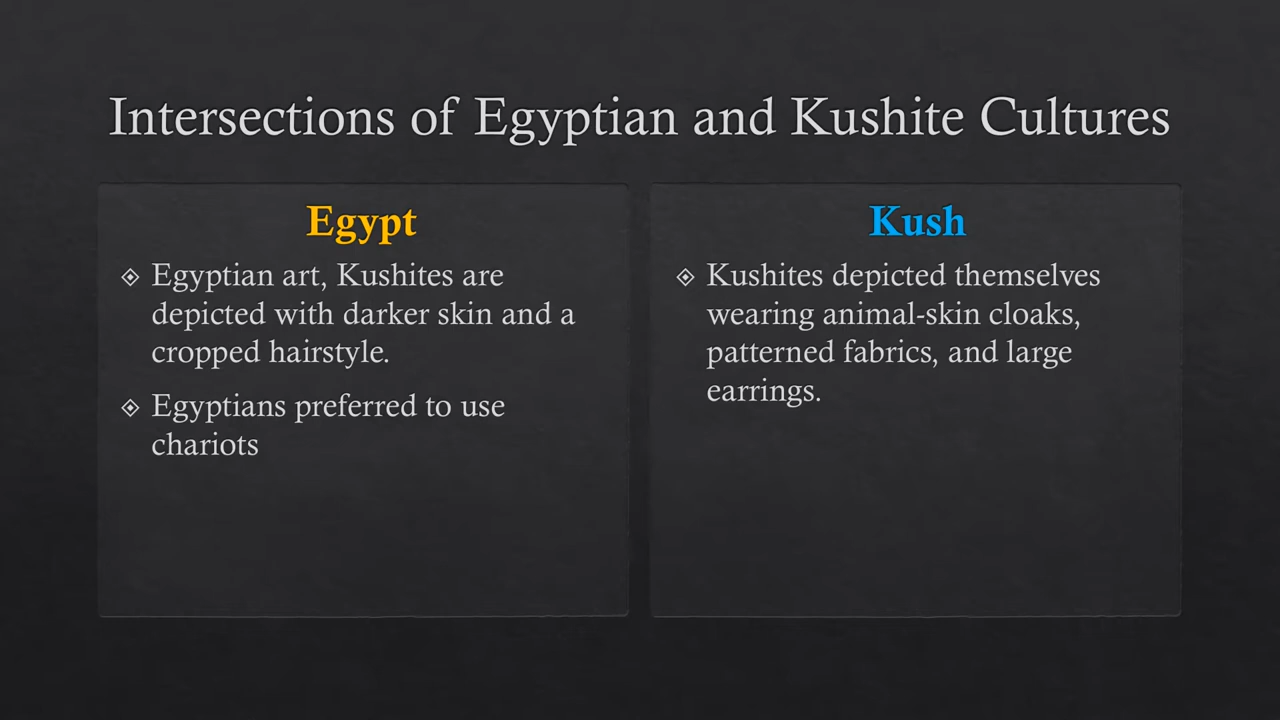 Intersections of Egyptian and Kushite Cultures
Egypt
Egyptian art, Kushites are
depicted with darker skin and a
cropped hairstyle.
Egyptians preferred to use
chariots
Kush
Kushites depicted themselves
wearing animal-skin cloaks,
patterned fabrics, and large
earrings.